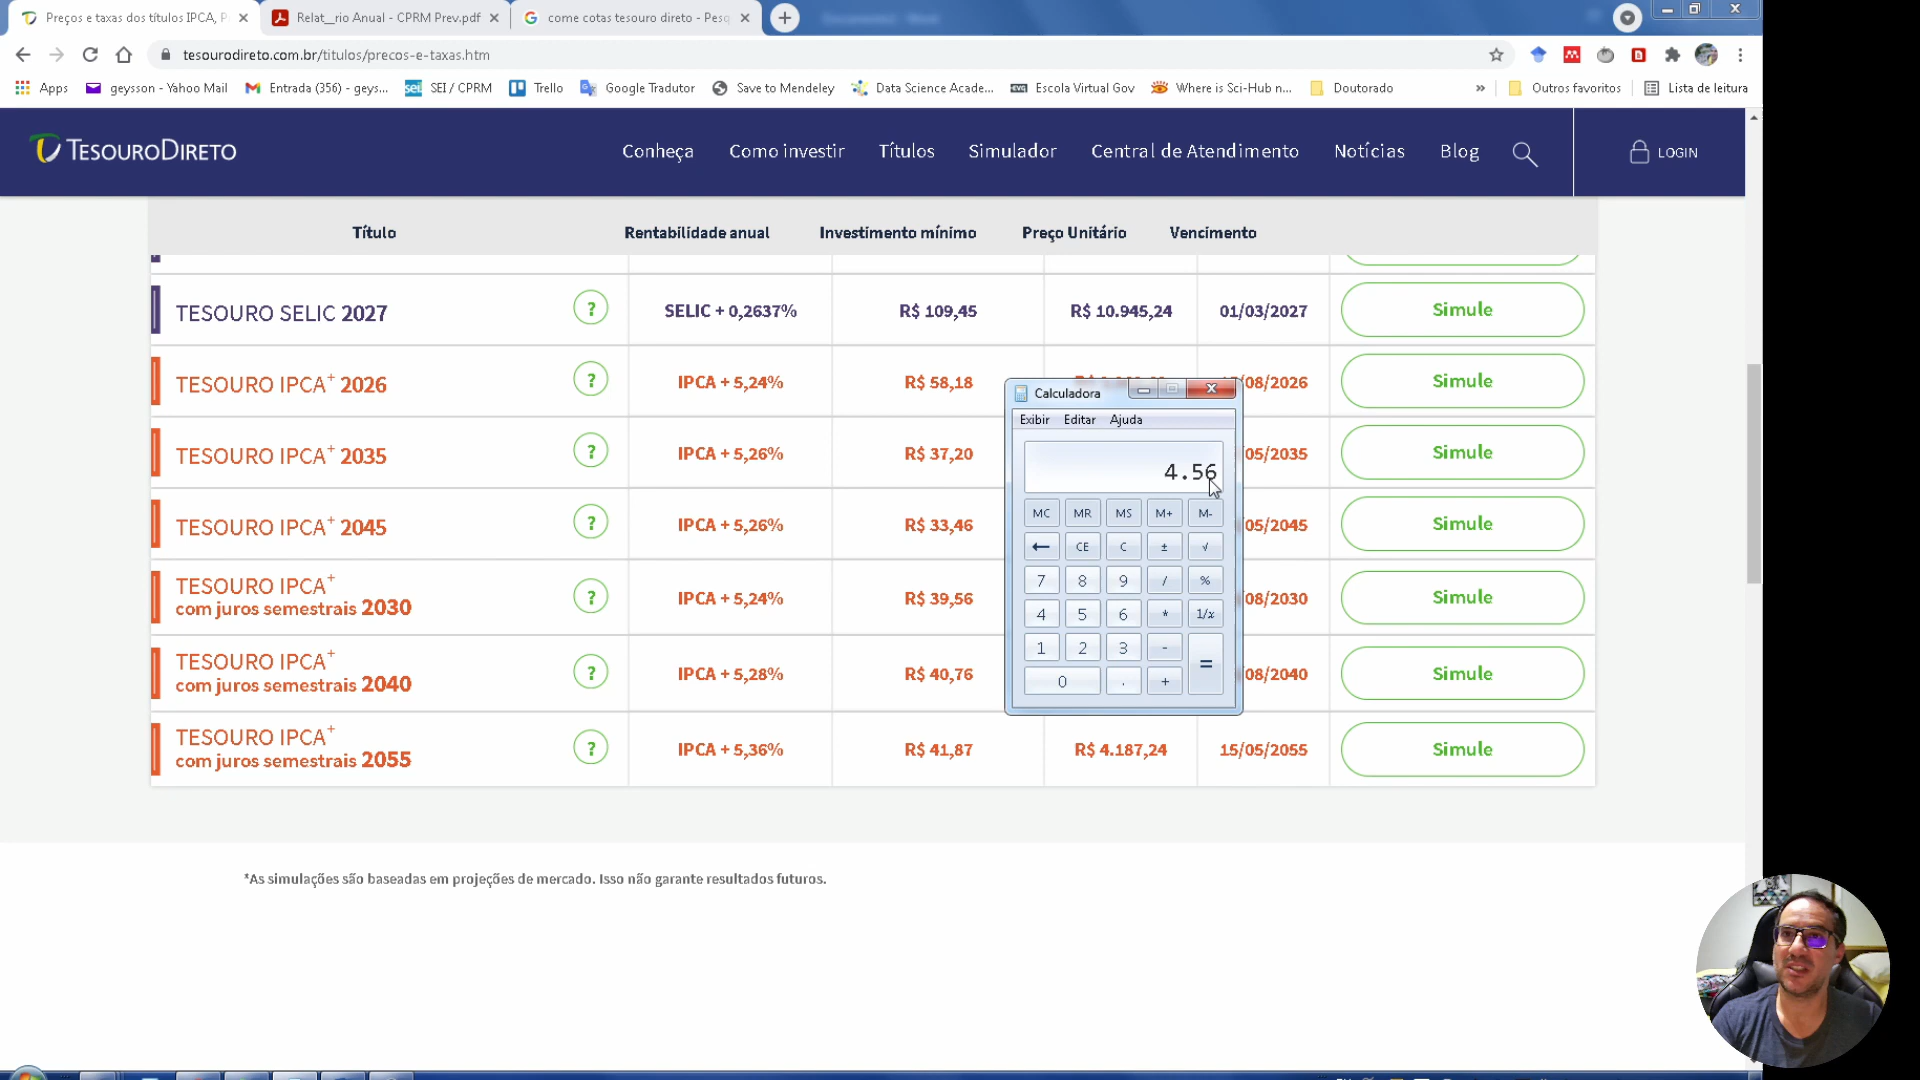 Preços e taxas dos títulos IPCA, P
Relat__rio Anual - CPRM Prev.pdf
come cotas tesouro direto - Pesq
tesourodireto.com.br/titulos/precos-e-taxas.htm
Apps
geysson - Yahoo Mail
Entrada (356) - geys...
sei
SEI / CPRM
Trello
Google Tradutor
Save to Mendeley
Data Science Acade...
EVG
Escola Virtual Gov
Where is Sci-Hub n...
Doutorado
»
Outros favoritos
Lista de leitura
TESOURODIRETO
Conheça
Como investir
Títulos
Simulador
Central de Atendimento
Notícias
Blog
LOGIN
Título
Rentabilidade anual
Investimento mínimo
Preço Unitário
Vencimento
TESOURO SELIC 2027
?
SELIC + 0,2637%
R$ 109,45
R$ 10.945,24
01/03/2027
Simule
TESOURO IPCA+ 2026
?
IPCA + 5,24%
R$ 58,18
/08/2026
Simule
TESOURO IPCA+ 2035
?
IPCA + 5,26%
R$ 37,20
05/2035
Simule
TESOURO IPCA+ 2045
?
IPCA + 5,26%
R$ 33,46
05/2045
Simule
TESOURO IPCA+
com juros semestrais 2030
?
IPCA + 5,24%
R$ 39,56
08/2030
Simule
TESOURO IPCA+
com juros semestrais 2040
?
IPCA + 5,28%
R$ 40,76
08/2040
Simule
TESOURO IPCA+
com juros semestrais 2055
?
IPCA + 5,36%
R$ 41,87
R$ 4.187,24
15/05/2055
Simule
Calculadora
Exibir Editar Ajuda
4.56
MC MR MS M+ M-
← CE C ± √
7 8 9 / %
4 5 6 * 1/x
1 2 3 - =
0 . +
*As simulações são baseadas em projeções de mercado. Isso não garante resultados futuros.